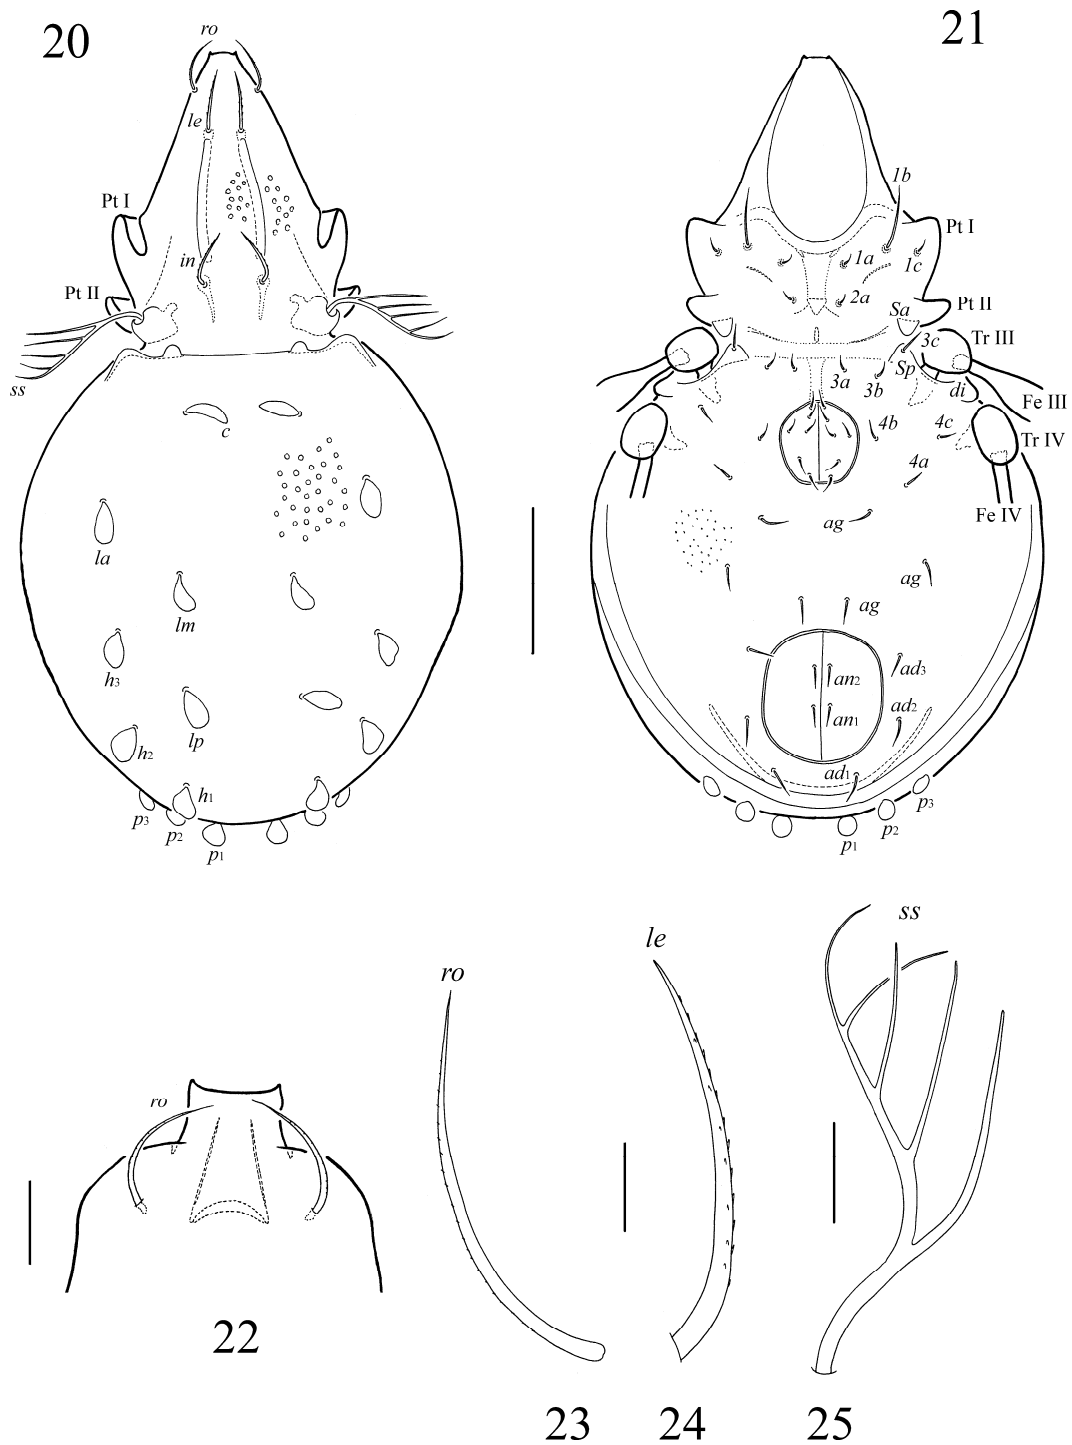 20
ro
le
Pt I
in
Pt II
ss
c
la
lm
h3
lp
h2
h1
p3
p2
p1
21
1b
Pt I
1a
1c
2a
Pt II
Sa
3c
Tr III
Sp
3a
3b
di
Fe III
4b
4c
Tr IV
4a
Fe IV
ag
ag
ag
ad3
an2
ad2
an1
ad1
p3
p2
p1
ro
22
ro
23
le
24
ss
25